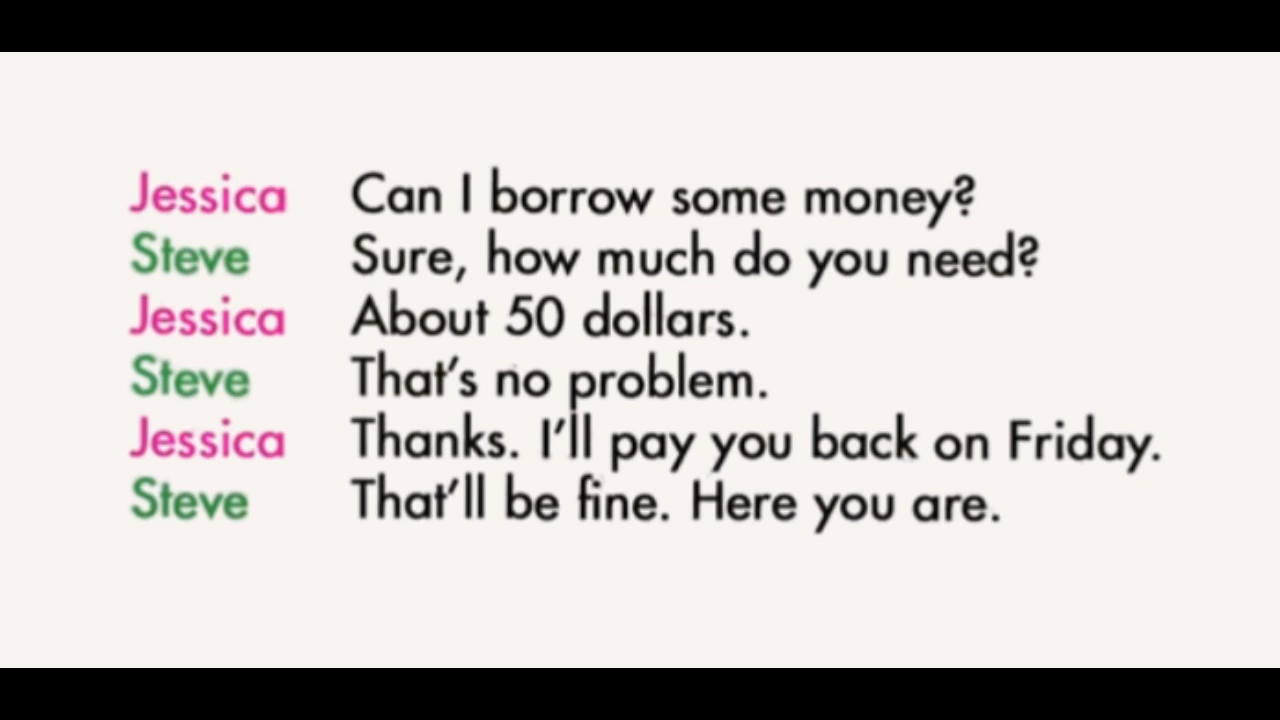 Jessica Can I borrow some money?
Steve Sure, how much do you need?
Jessica About 50 dollars.
Steve That's no problem.
Jessica Thanks. I'll pay you back on Friday.
Steve That'll be fine. Here you are.